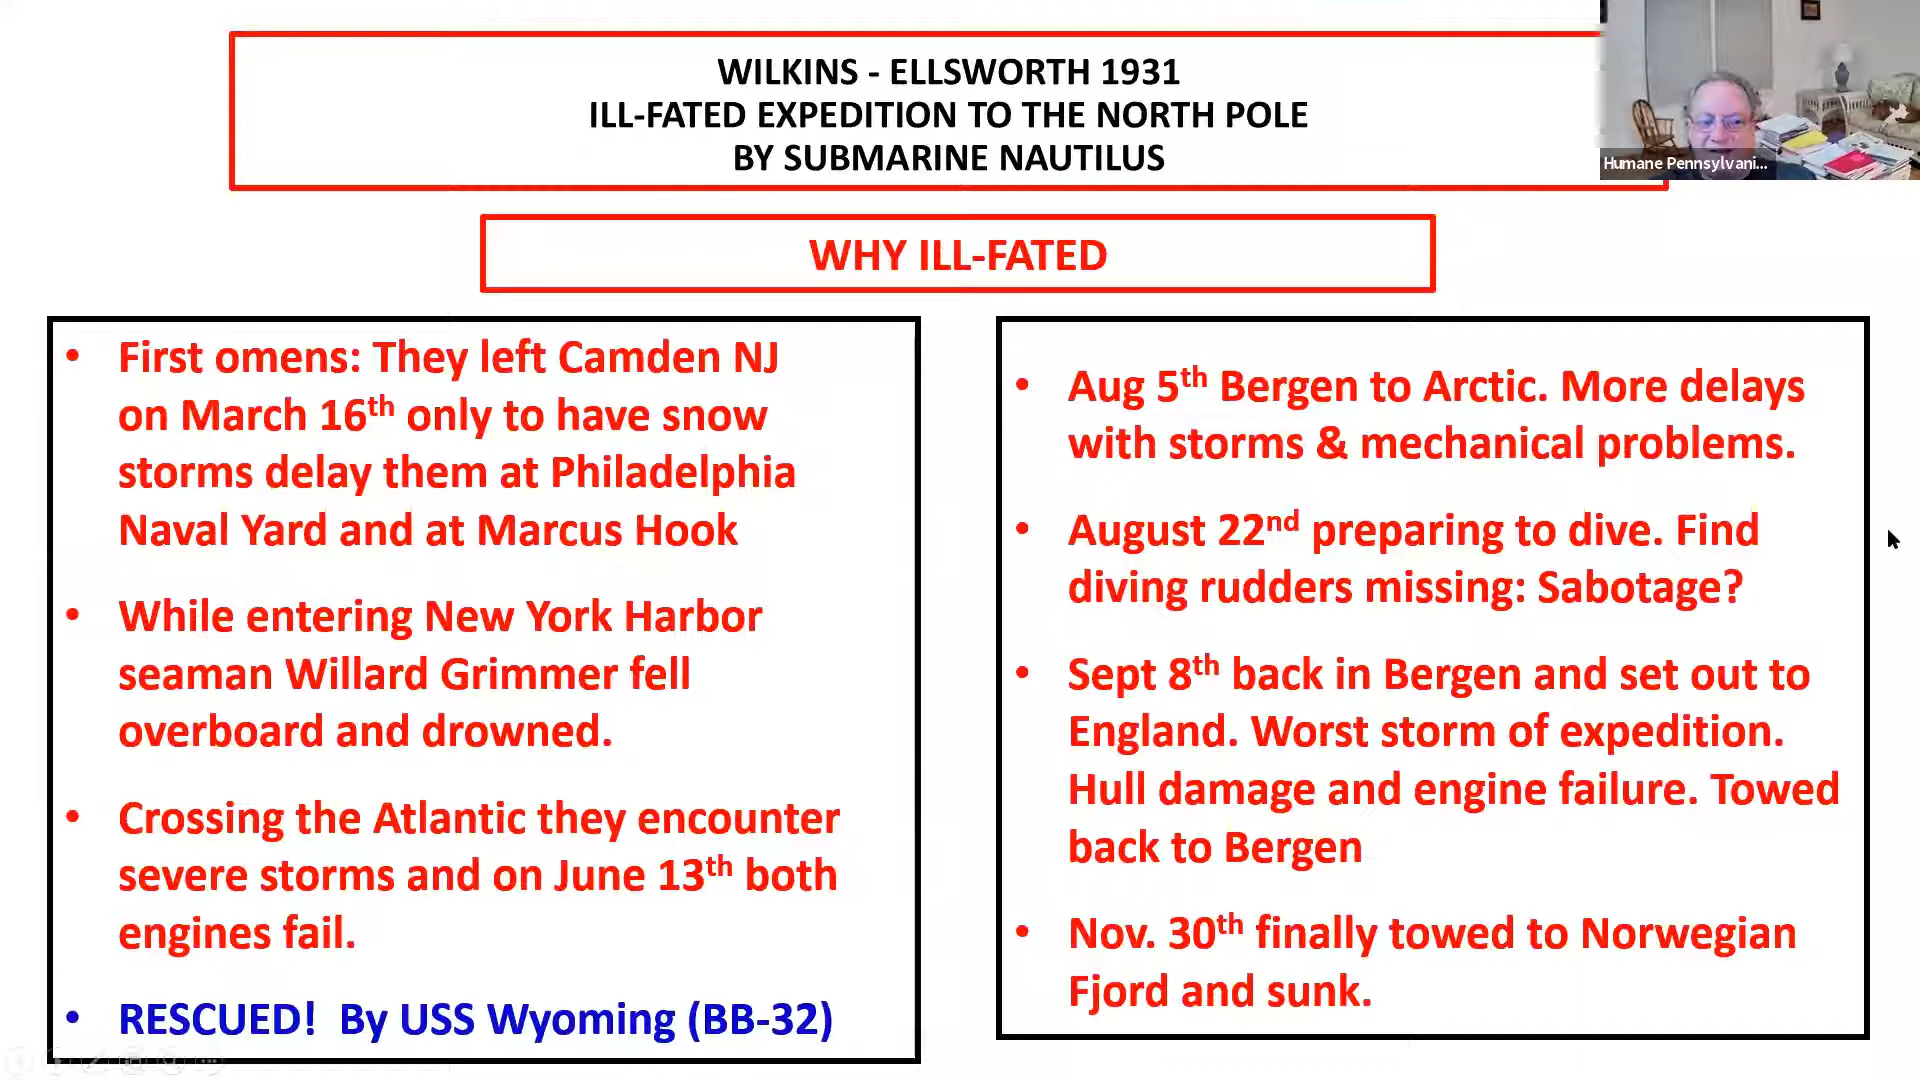 WILKINS - ELLSWORTH 1931
ILL-FATED EXPEDITION TO THE NORTH POLE
BY SUBMARINE NAUTILUS
Humane Pennsylvani...
WHY ILL-FATED
• First omens: They left Camden NJ
on March 16th only to have snow
storms delay them at Philadelphia
Naval Yard and at Marcus Hook
• While entering New York Harbor
seaman Willard Grimmer fell
overboard and drowned.
• Crossing the Atlantic they encounter
severe storms and on June 13th both
engines fail.
• RESCUED! By USS Wyoming (BB-32)
• Aug 5th Bergen to Arctic. More delays
with storms & mechanical problems.
• August 22nd preparing to dive. Find
diving rudders missing: Sabotage?
• Sept 8th back in Bergen and set out to
England. Worst storm of expedition.
Hull damage and engine failure. Towed
back to Bergen
• Nov. 30th finally towed to Norwegian
Fjord and sunk.